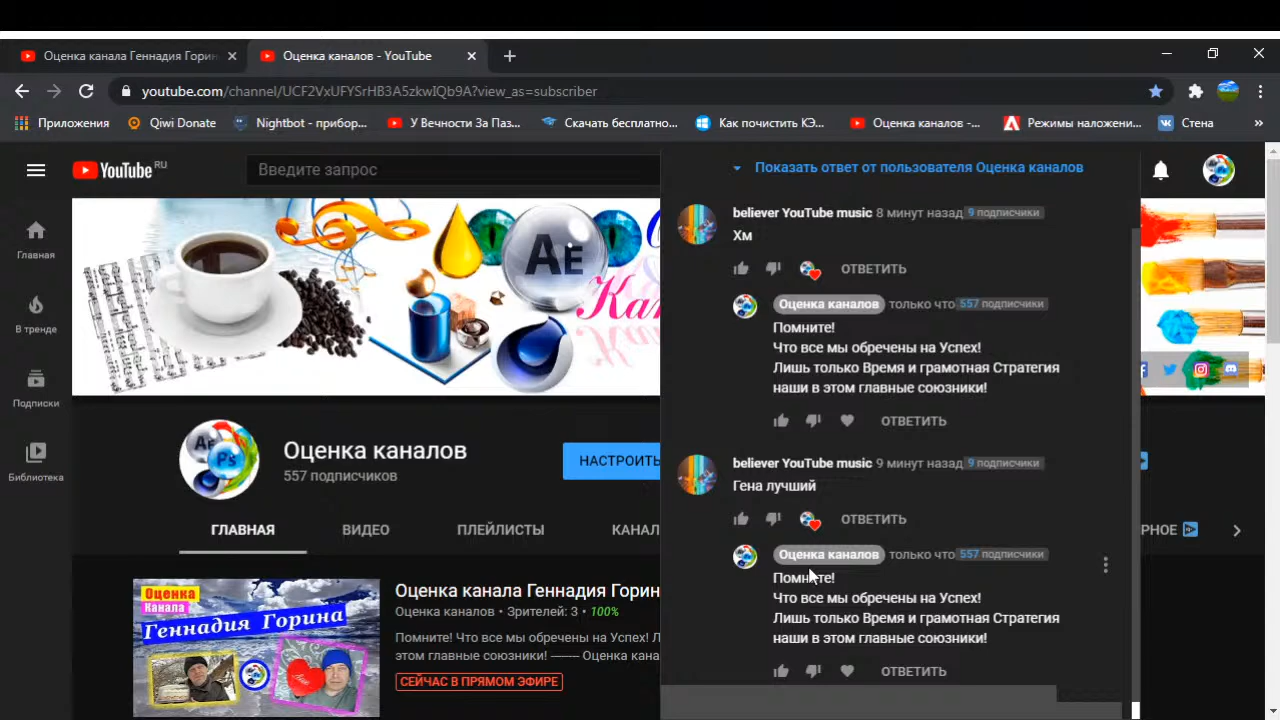 Оценка канала Геннадия Горин
Оценка каналов - YouTube
youtube.com/channel/UCF2VxUFYSrHB3A5zkwIQb9A?view_as=subscriber
Приложения
Qiwi Donate
Nightbot - прибор...
У Вечности За Паз...
Скачать бесплатно...
Как почистить КЭ...
Оценка каналов -...
Режимы наложени...
Стена
YouTube RU
Введите запрос
Главная
В тренде
Подписки
Библиотека
Ae
Ка
Ae
Ps
Оценка каналов
557 подписчиков
НАСТРОИТЬ
ГЛАВНАЯ
ВИДЕО
ПЛЕЙЛИСТЫ
КАНАЛ
РНОЕ
Оценка
Канала
Геннадия Горина
Оценка канала Геннадия Горин
Оценка каналов • Зрителей: 3 • 100%
Помните! Что все мы обречены на Успех! Л
этом главные союзники! ------- Оценка кана
СЕЙЧАС В ПРЯМОМ ЭФИРЕ
Показать ответ от пользователя Оценка каналов
believer YouTube music 8 минут назад 9 подписчики
Хм
ОТВЕТИТЬ
Оценка каналов только что 557 подписчики
Помните!
Что все мы обречены на Успех!
Лишь только Время и грамотная Стратегия
наши в этом главные союзники!
ОТВЕТИТЬ
believer YouTube music 9 минут назад 9 подписчики
Гена лучший
ОТВЕТИТЬ
Оценка каналов только что 557 подписчики
Помните!
Что все мы обречены на Успех!
Лишь только Время и грамотная Стратегия
наши в этом главные союзники!
ОТВЕТИТЬ